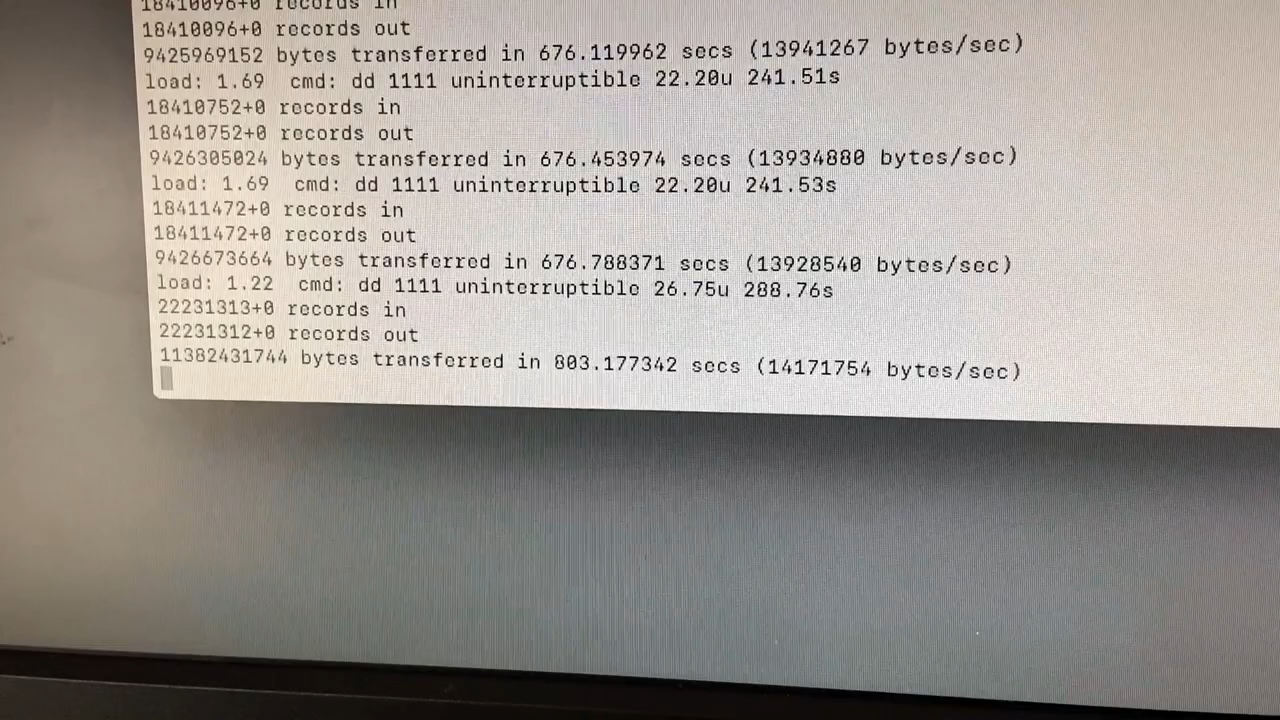 18410096+0 records in
18410096+0 records out
9425969152 bytes transferred in 676.119962 secs (13941267 bytes/sec)
load: 1.69  cmd: dd 1111 uninterruptible 22.20u 241.51s
18410752+0 records in
18410752+0 records out
9426305024 bytes transferred in 676.453974 secs (13934880 bytes/sec)
load: 1.69  cmd: dd 1111 uninterruptible 22.20u 241.53s
18411472+0 records in
18411472+0 records out
9426673664 bytes transferred in 676.788371 secs (13928540 bytes/sec)
load: 1.22  cmd: dd 1111 uninterruptible 26.75u 288.76s
22231313+0 records in
22231312+0 records out
11382431744 bytes transferred in 803.177342 secs (14171754 bytes/sec)